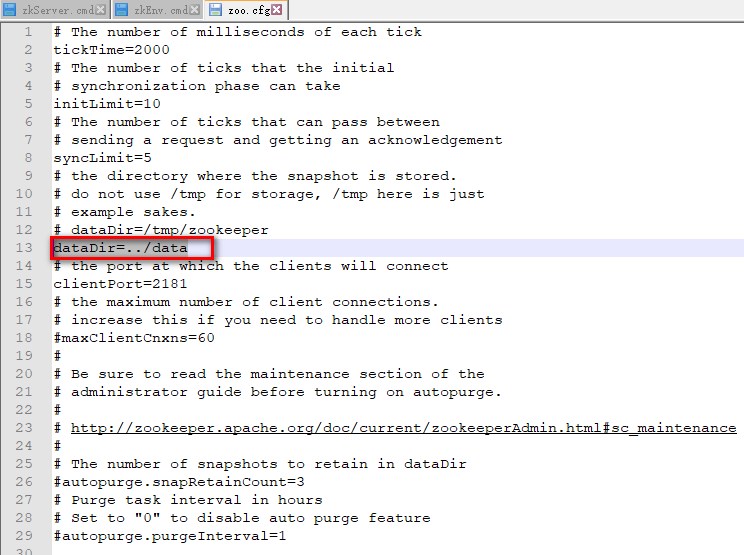 zkServer.cmd zkEnv.cmd zoo.cfg
1 # The number of milliseconds of each tick
2 tickTime=2000
3 # The number of ticks that the initial
4 # synchronization phase can take
5 initLimit=10
6 # The number of ticks that can pass between
7 # sending a request and getting an acknowledgement
8 syncLimit=5
9 # the directory where the snapshot is stored.
10 # do not use /tmp for storage, /tmp here is just
11 # example sakes.
12 # dataDir=/tmp/zookeeper
13 dataDir=../data
14 # the port at which the clients will connect
15 clientPort=2181
16 # the maximum number of client connections.
17 # increase this if you need to handle more clients
18 #maxClientCnxns=60
19 #
20 # Be sure to read the maintenance section of the
21 # administrator guide before turning on autopurge.
22 #
23 # http://zookeeper.apache.org/doc/current/zookeeperAdmin.html#sc_maintenance
24 #
25 # The number of snapshots to retain in dataDir
26 #autopurge.snapRetainCount=3
27 # Purge task interval in hours
28 # Set to "0" to disable auto purge feature
29 #autopurge.purgeInterval=1
30